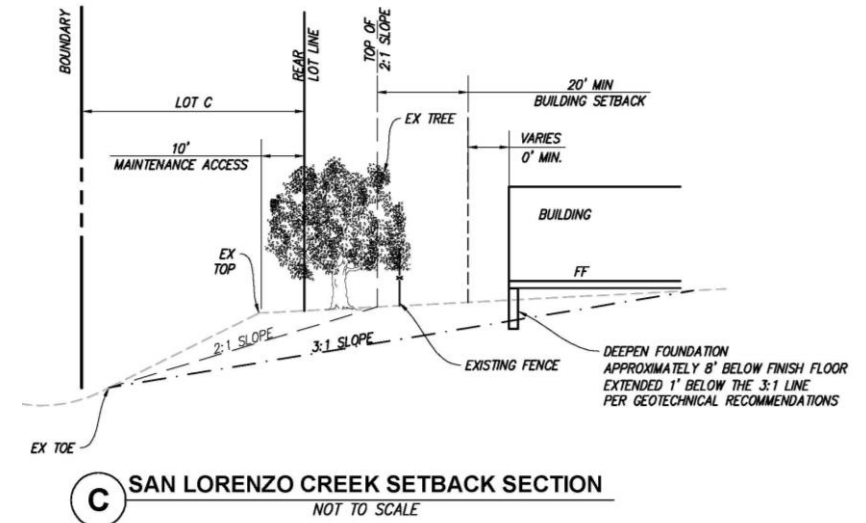 BOUNDARY
REAR
LOT LINE
TOP OF
2:1 SLOPE
20' MIN
BUILDING SETBACK
LOT C
EX TREE
VARIES
0' MIN.
10'
MAINTENANCE ACCESS
BUILDING
EX
TOP
FF
2:1 SLOPE
3:1 SLOPE
EXISTING FENCE
DEEPEN FOUNDATION
APPROXIMATELY 8' BELOW FINISH FLOOR
EXTENDED 1' BELOW THE 3:1 LINE
PER GEOTECHNICAL RECOMMENDATIONS
EX TOE
C
SAN LORENZO CREEK SETBACK SECTION
NOT TO SCALE